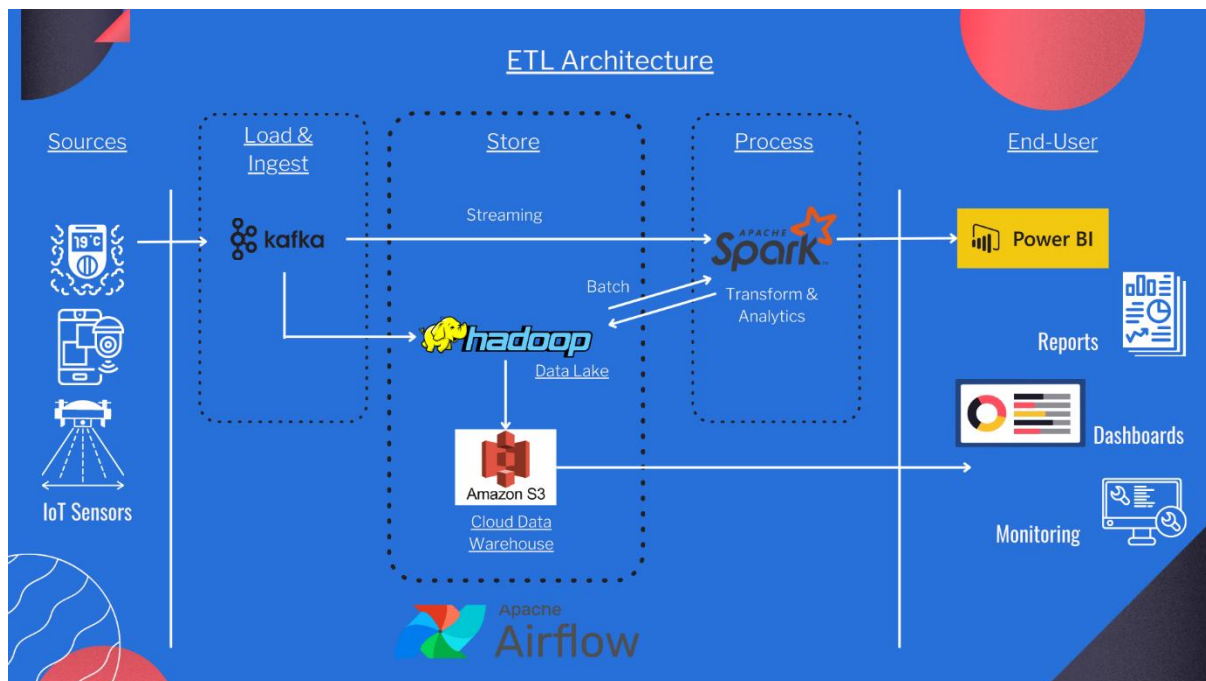 ETL Architecture
Sources
Load &
Ingest
Store
Process
End-User
19°C
kafka
Streaming
APACHE
Spark
Power BI
Batch
Transform &
Analytics
hadoop
Data Lake
Reports
Amazon S3
Cloud Data
Warehouse
Dashboards
IoT Sensors
Monitoring
Apache
Airflow